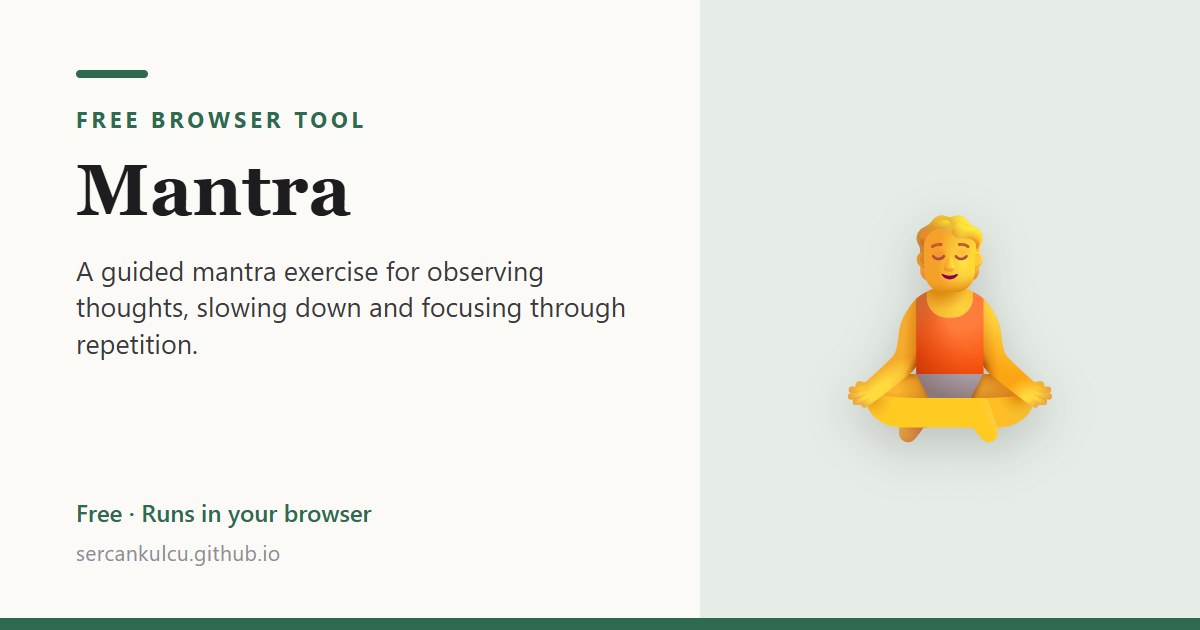 FREE BROWSER TOOL
Mantra
A guided mantra exercise for observing
thoughts, slowing down and focusing through
repetition.
Free · Runs in your browser
sercankulcu.github.io